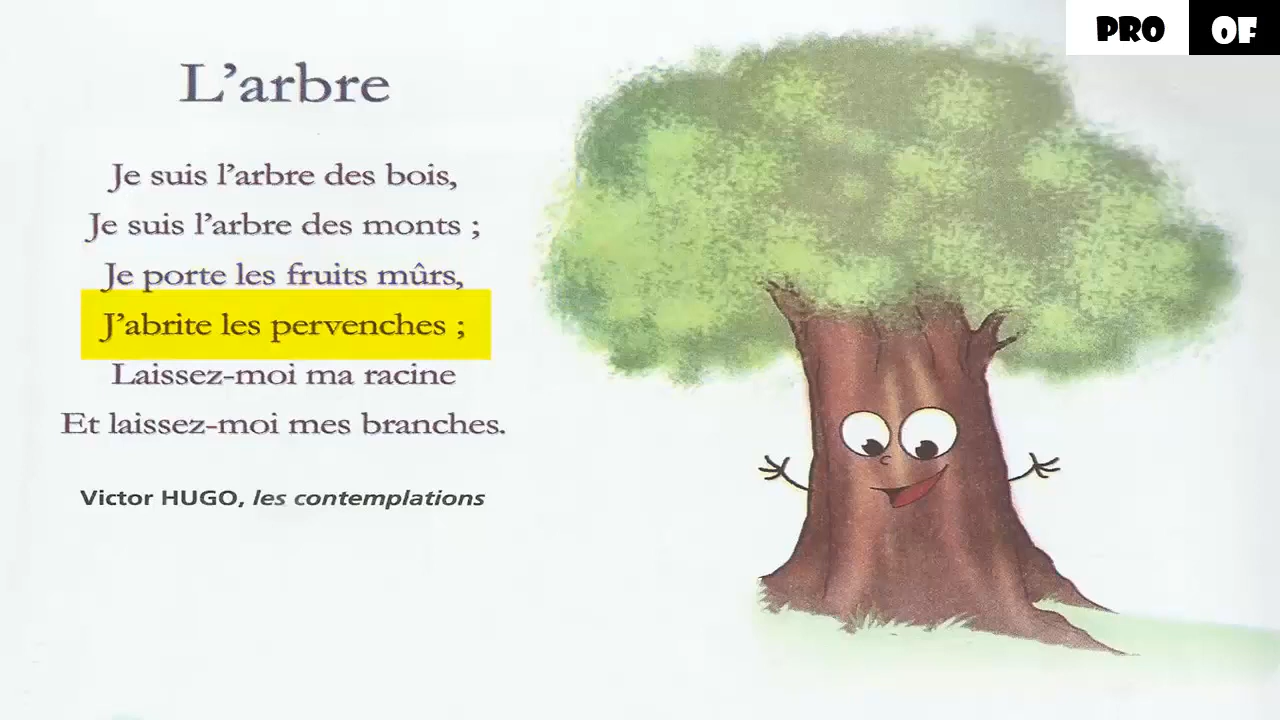 PRO OF
L'arbre
Je suis l'arbre des bois,
Je suis l'arbre des monts ;
Je porte les fruits mûrs,
J'abrite les pervenches ;
Laissez-moi ma racine
Et laissez-moi mes branches.
Victor HUGO, les contemplations